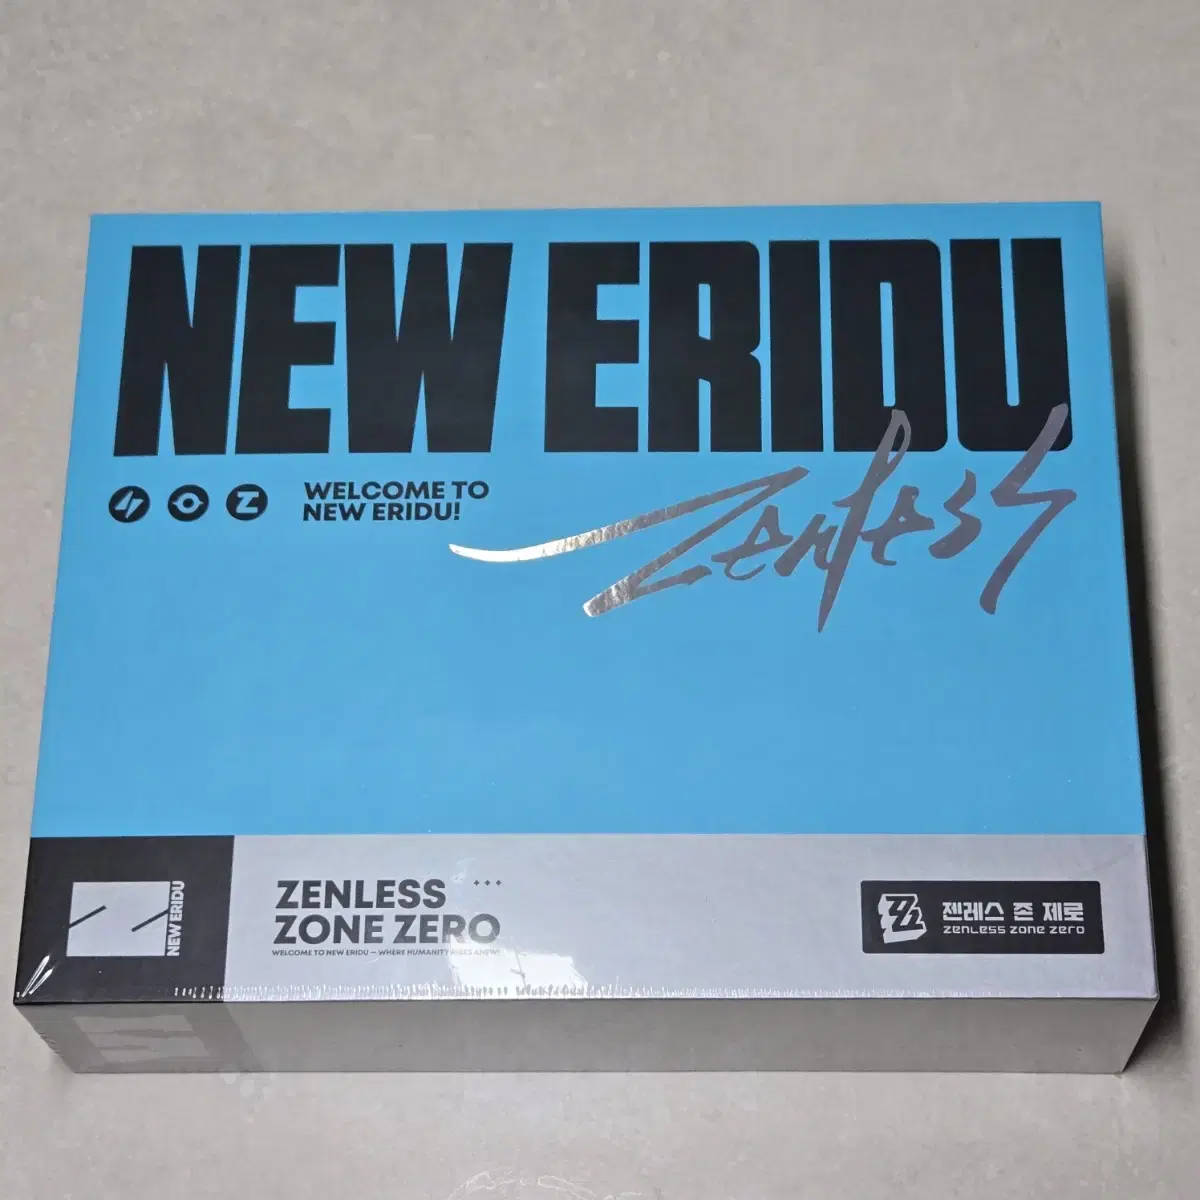 NEW ERIDU
WELCOME TO
NEW ERIDU!
Zenless
NEW ERIDU
ZENLESS
ZONE ZERO
WELCOME TO NEW ERIDU — WHERE HUMANITY RISES ANEW!
젠레스 존 제로
ZENLESS ZONE ZERO